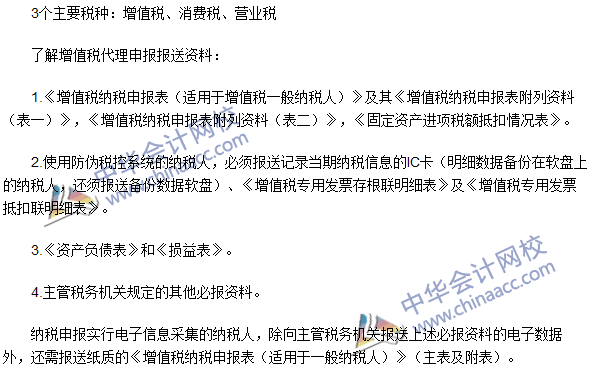 3个主要税种：增值税、消费税、营业税
了解增值税代理申报报送资料：
1.《增值税纳税申报表（适用于增值税一般纳税人）》及其《增值税纳税申报表附列资料
（表一）》，《增值税纳税申报表附列资料（表二）》，《固定资产进项税额抵扣情况表》。
2.使用防伪税控系统的纳税人，必须报送记录当期纳税信息的IC卡（明细数据备份在软盘上
的纳税人，还须报送备份数据软盘）、《增值税专用发票存根联明细表》及《增值税专用发票
抵扣联明细表》。
3.《资产负债表》和《损益表》。
4.主管税务机关规定的其他必报资料。
纳税申报实行电子信息采集的纳税人，除向主管税务机关报送上述必报资料的电子数据
外，还需报送纸质的《增值税纳税申报表（适用于一般纳税人）》（主表及附表）。
中华会计网校
www.chinaacc.com
中华会计网校
www.chinaacc.com